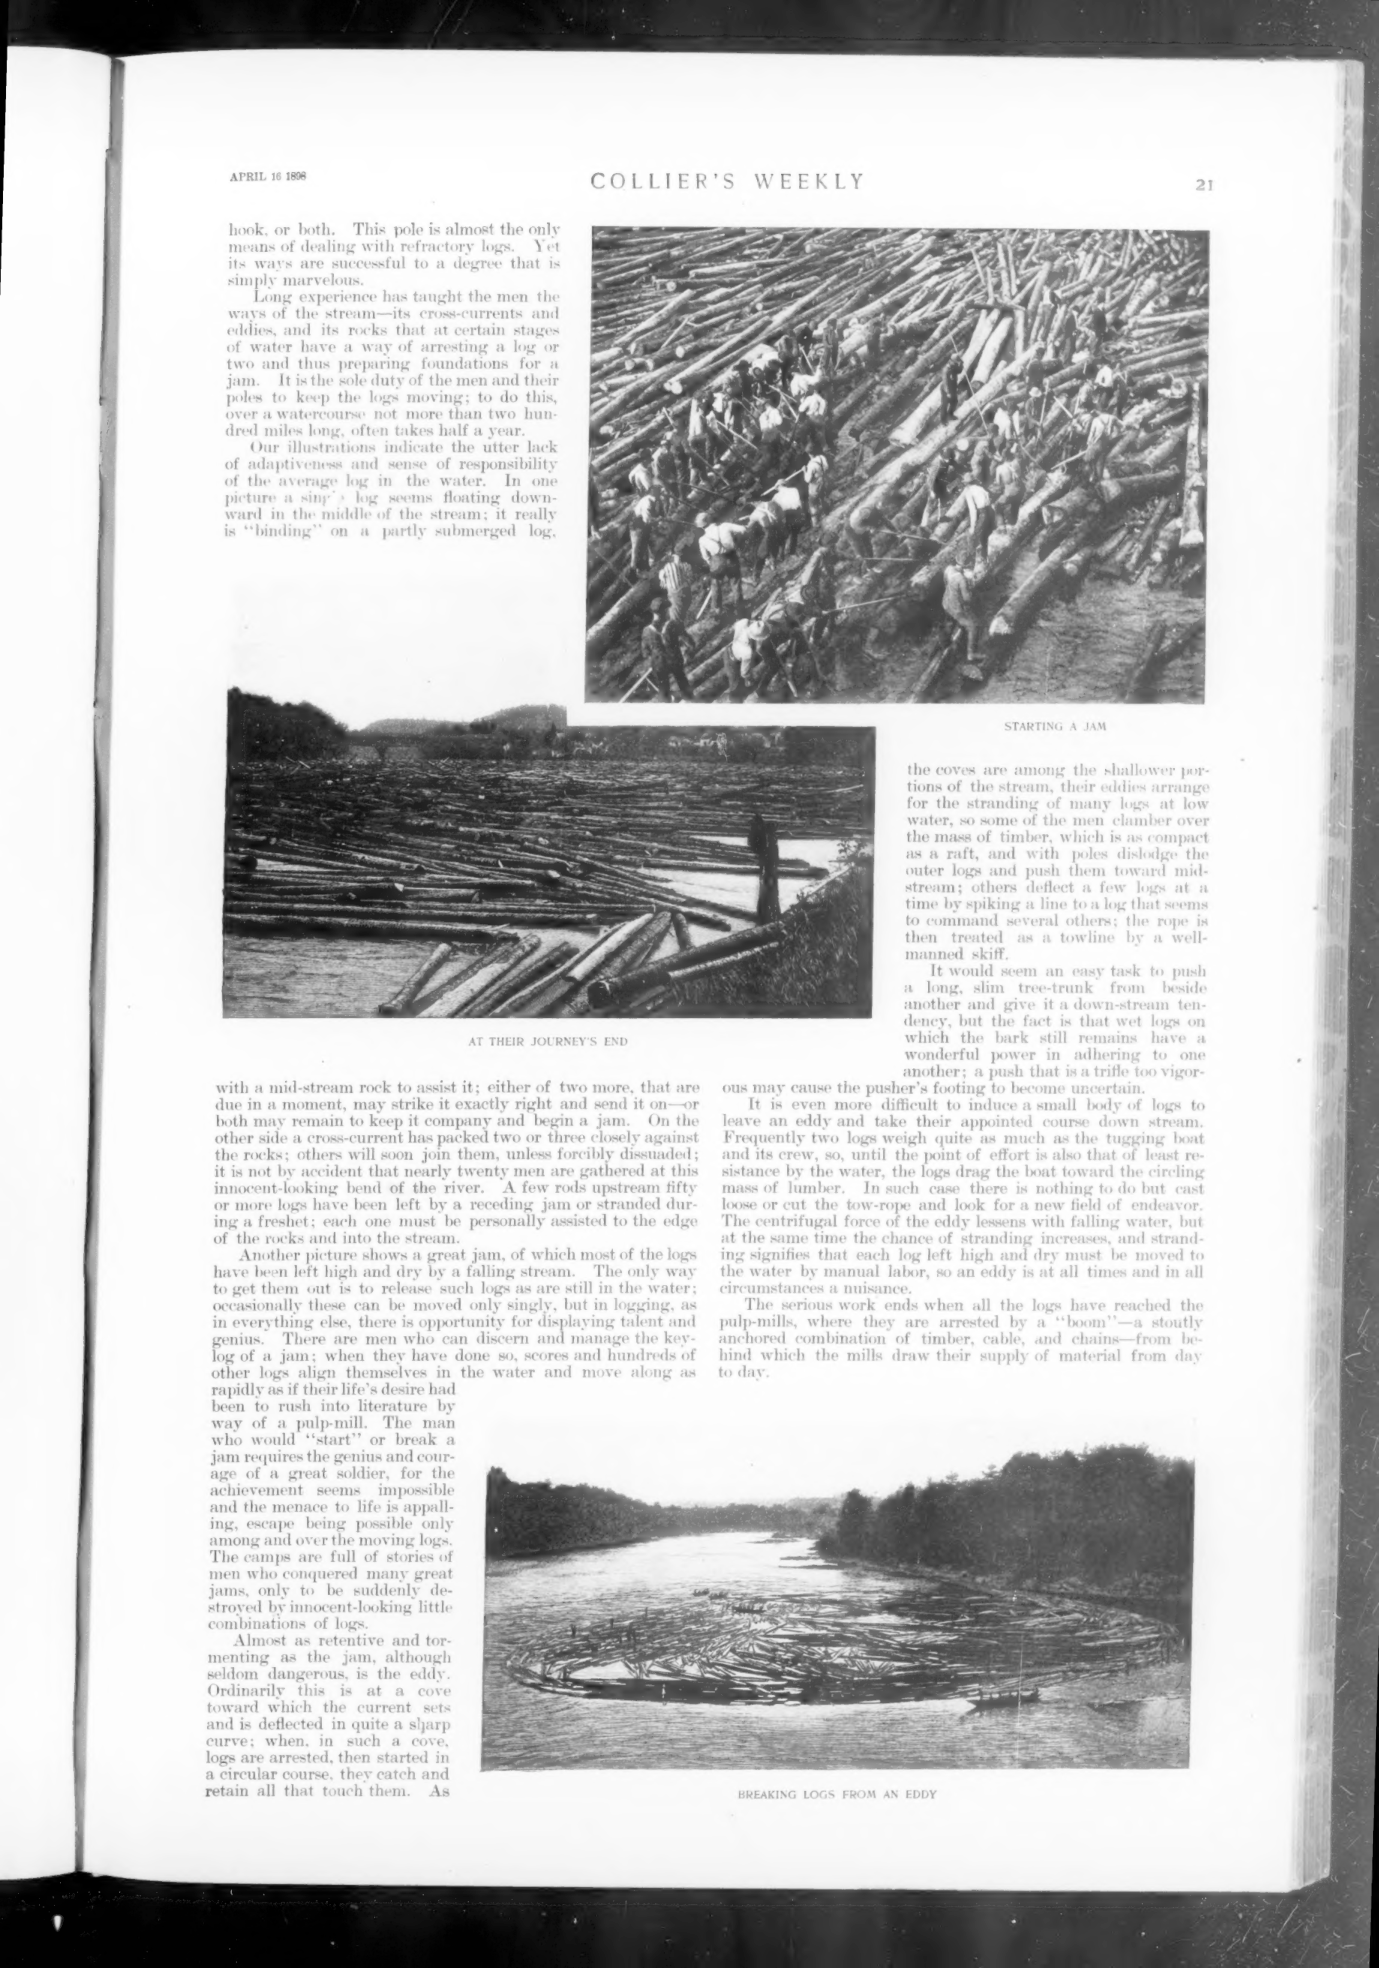 APRIL 16 1898
COLLIER'S WEEKLY
21
hook, or both. This pole is almost the only
means of dealing with refractory logs. Yet
its ways are successful to a degree that is
simply marvelous.
Long experience has taught the men the
ways of the stream—its cross-currents and
eddies, and its rocks that at certain stages
of water have a way of arresting a log or
two and thus preparing foundations for a
jam. It is the sole duty of the men and their
poles to keep the logs moving; to do this,
over a watercourse not more than two hun-
dred miles long, often takes half a year.
Our illustrations indicate the utter lack
of adaptiveness and sense of responsibility
of the average log in the water. In one
picture a log seems floating down-
ward in the middle of the stream; it really
is "binding" on a partly submerged log,
STARTING A JAM
AT THEIR JOURNEY'S END
with a mid-stream rock to assist it; either of two more, that are
due in a moment, may strike it exactly right and send it on—or
both may remain to keep it company and begin a jam. On the
other side a cross-current has packed two or three closely against
the rocks; others will soon join them, unless forcibly dissuaded;
it is not by accident that nearly twenty men are gathered at this
innocent-looking bend of the river. A few rods upstream fifty
or more logs have been left by a receding jam or stranded dur-
ing a freshet; each one must be personally assisted to the edge
of the rocks and into the stream.
Another picture shows a great jam, of which most of the logs
have been left high and dry by a falling stream. The only way
to get them out is to release such logs as are still in the water;
occasionally these can be moved only singly, but in logging, as
in everything else, there is opportunity for displaying talent and
genius. There are men who can discern and manage the key-
log of a jam; when they have done so, scores and hundreds of
other logs align themselves in the water and move along as
rapidly as if their life's desire had
been to rush into literature by
way of a pulp-mill. The man
who would "start" or break a
jam requires the genius and cour-
age of a great soldier, for the
achievement seems impossible
and the menace to life is appall-
ing, escape being possible only
among and over the moving logs.
The camps are full of stories of
men who conquered many great
jams, only to be suddenly de-
stroyed by innocent-looking little
combinations of logs.
Almost as retentive and tor-
menting as the jam, although
seldom dangerous, is the eddy.
Ordinarily this is at a cove
toward which the current sets
and is deflected in quite a sharp
curve; when, in such a cove,
logs are arrested, then started in
a circular course, they catch and
retain all that touch them. As
the coves are among the shallower por-
tions of the stream, their eddies arrange
for the stranding of many logs at low
water, so some of the men clamber over
the mass of timber, which is as compact
as a raft, and with poles dislodge the
outer logs and push them toward mid-
stream; others deflect a few logs at a
time by spiking a line to a log that seems
to command several others; the rope is
then treated as a towline by a well-
manned skiff.
It would seem an easy task to push
a long, slim tree-trunk from beside
another and give it a down-stream ten-
dency, but the fact is that wet logs on
which the bark still remains have a
wonderful power in adhering to one
another; a push that is a trifle too vigor-
ous may cause the pusher's footing to become uncertain.
It is even more difficult to induce a small body of logs to
leave an eddy and take their appointed course down stream.
Frequently two logs weigh quite as much as the tugging boat
and its crew, so, until the point of effort is also that of least re-
sistance by the water, the logs drag the boat toward the circling
mass of lumber. In such case there is nothing to do but cast
loose or cut the tow-rope and look for a new field of endeavor.
The centrifugal force of the eddy lessens with falling water, but
at the same time the chance of stranding increases, and strand-
ing signifies that each log left high and dry must be moved to
the water by manual labor, so an eddy is at all times and in all
circumstances a nuisance.
The serious work ends when all the logs have reached the
pulp-mills, where they are arrested by a "boom"—a stoutly
anchored combination of timber, cable, and chains—from be-
hind which the mills draw their supply of material from day
to day.
BREAKING LOGS FROM AN EDDY